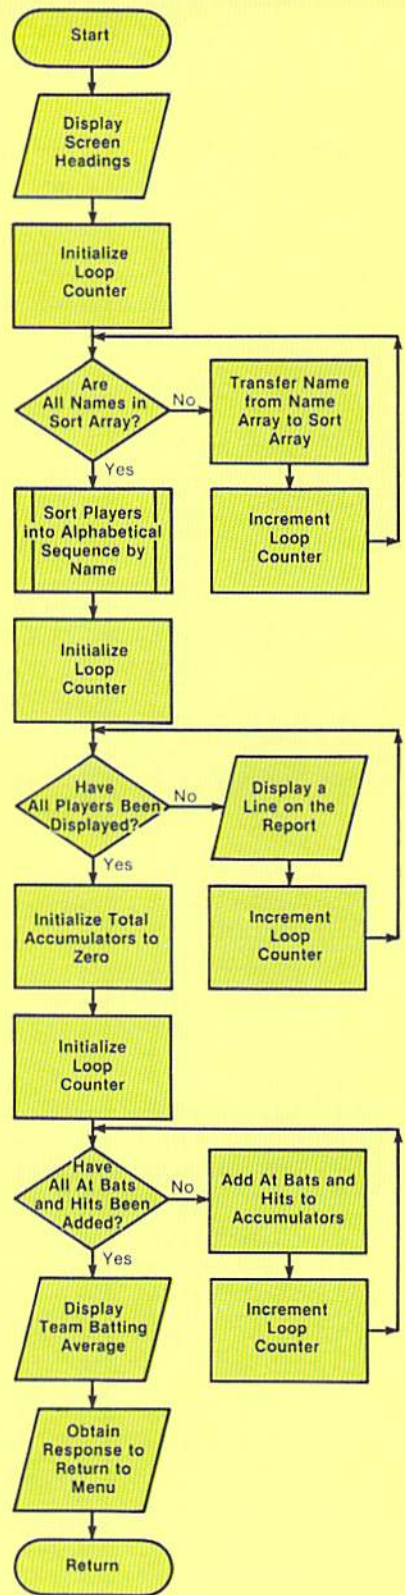 Start
Display
Screen
Headings
Initialize
Loop
Counter
Are
All Names in
Sort Array?
No
Transfer Name
from Name
Array to Sort
Array
Increment
Loop
Counter
Yes
Sort Players
into Alphabetical
Sequence by
Name
Initialize
Loop
Counter
Have
All Players Been
Displayed?
No
Display a
Line on the
Report
Increment
Loop
Counter
Yes
Initialize Total
Accumulators to
Zero
Initialize
Loop
Counter
Have
All At Bats
and Hits Been
Added?
No
Add At Bats and
Hits to
Accumulators
Increment
Loop
Counter
Yes
Display
Team Batting
Average
Obtain
Response to
Return to
Menu
Return